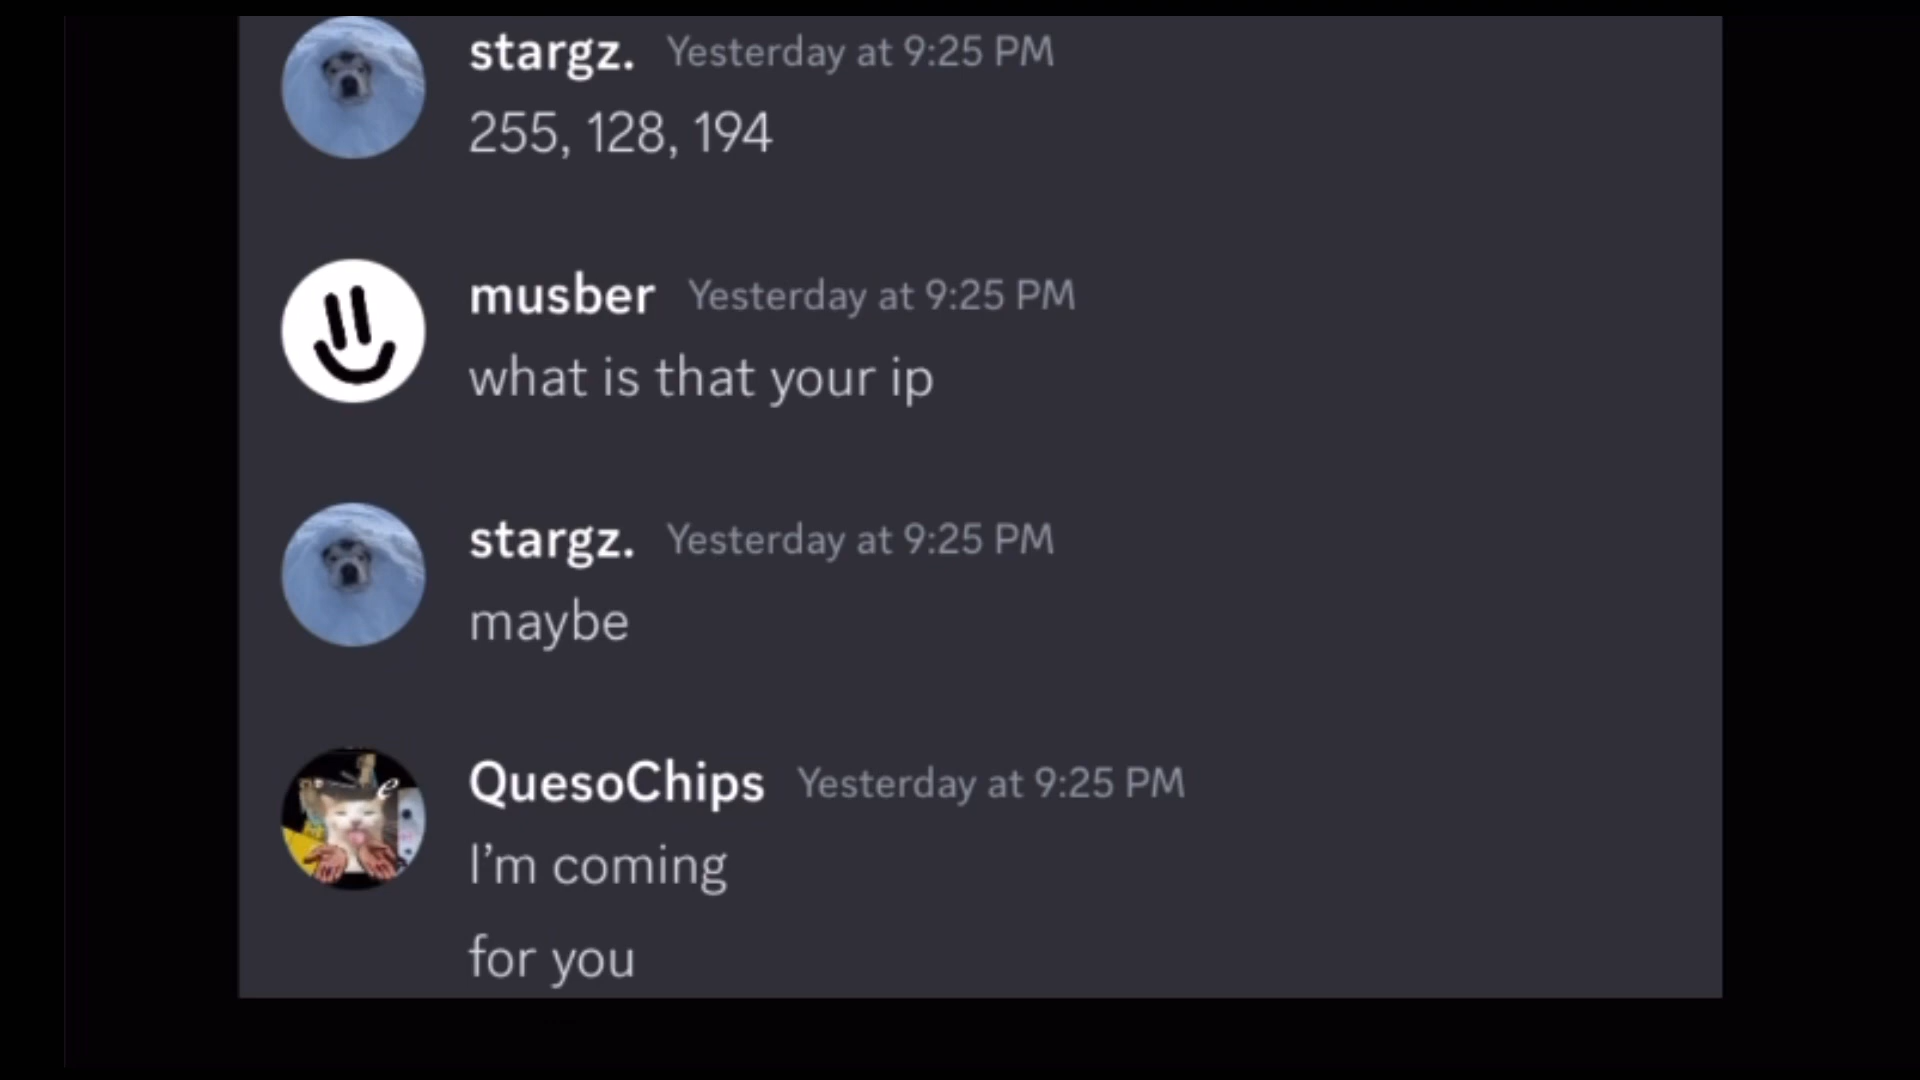 stargz. Yesterday at 9:25 PM
255, 128, 194
musber Yesterday at 9:25 PM
what is that your ip
stargz. Yesterday at 9:25 PM
maybe
QuesoChips Yesterday at 9:25 PM
I’m coming
for you